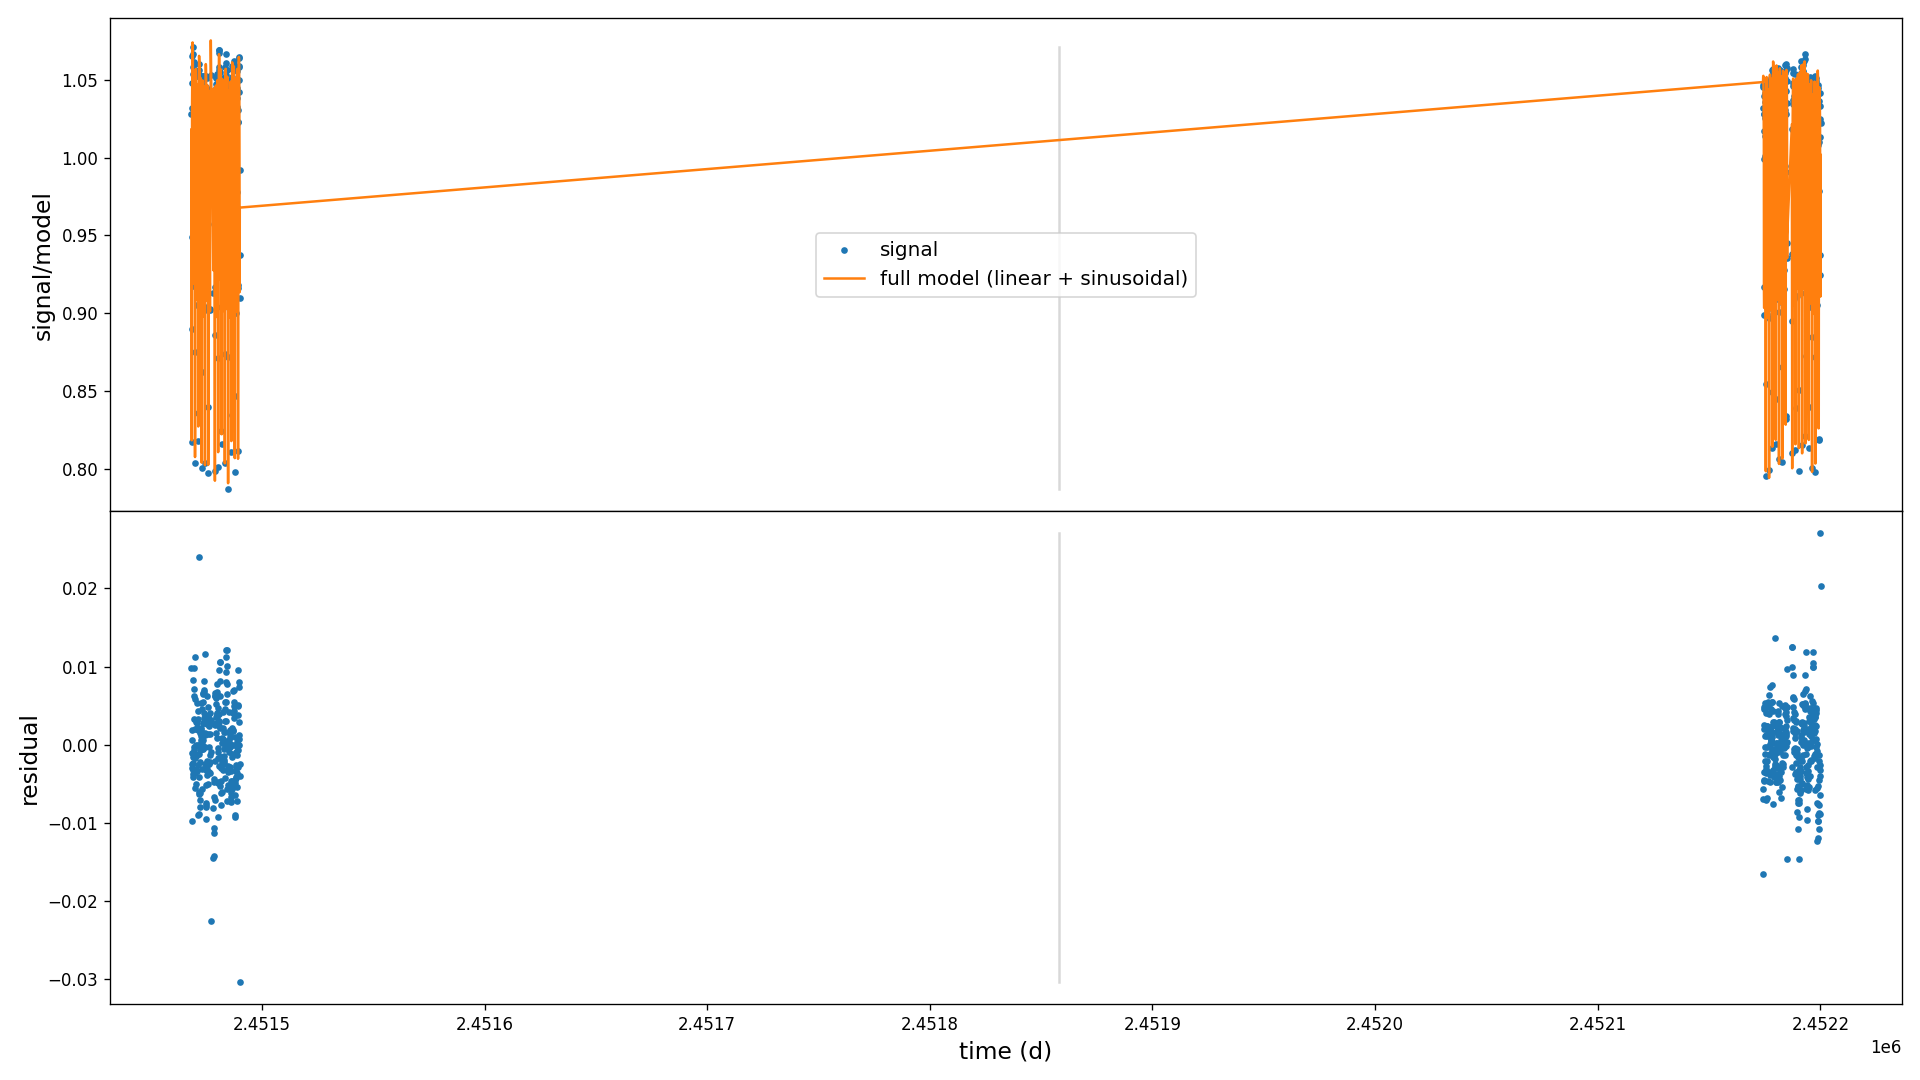 1.05
1.00
0.95
0.90
0.85
0.80
signal/model
signal
full model (linear + sinusoidal)
0.02
0.01
0.00
−0.01
−0.02
−0.03
residual
2.4515 2.4516 2.4517 2.4518 2.4519 2.4520 2.4521 2.4522
1e6
time (d)